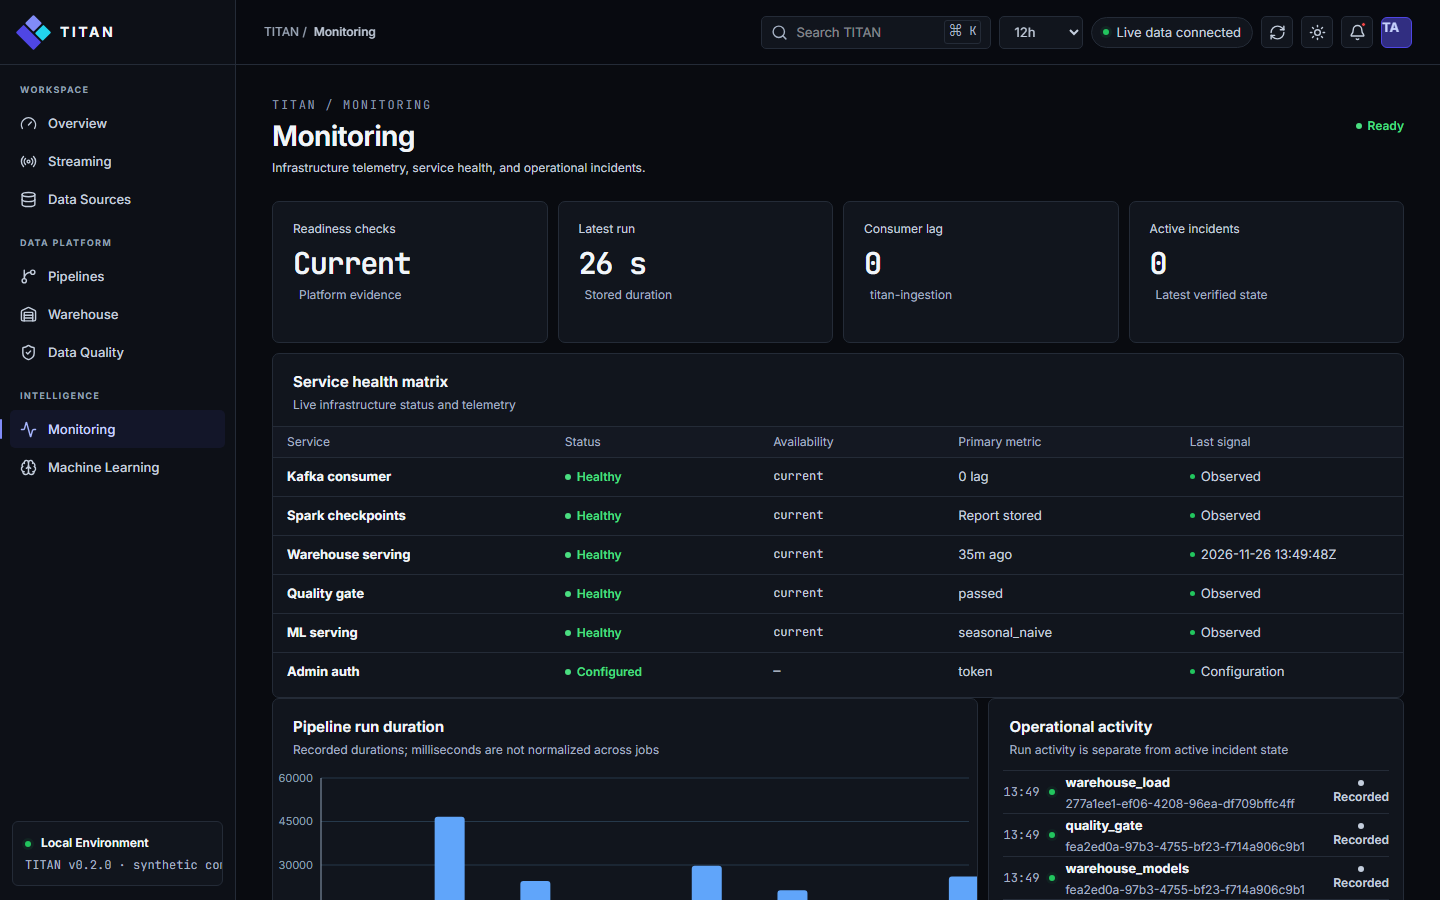 TITAN
TITAN / Monitoring
Search TITAN
⌘ K
12h
Live data connected
TA
WORKSPACE
Overview
Streaming
Data Sources
DATA PLATFORM
Pipelines
Warehouse
Data Quality
INTELLIGENCE
Monitoring
Machine Learning
Local Environment
TITAN v0.2.0 · synthetic co
TITAN / MONITORING
Monitoring
Infrastructure telemetry, service health, and operational incidents.
Ready
Readiness checks
Current
Platform evidence
Latest run
26 s
Stored duration
Consumer lag
0
titan-ingestion
Active incidents
0
Latest verified state
Service health matrix
Live infrastructure status and telemetry
Service Status Availability Primary metric Last signal
Kafka consumer Healthy current 0 lag Observed
Spark checkpoints Healthy current Report stored Observed
Warehouse serving Healthy current 35m ago 2026-11-26 13:49:48Z
Quality gate Healthy current passed Observed
ML serving Healthy current seasonal_naive Observed
Admin auth Configured — token Configuration
Pipeline run duration
Recorded durations; milliseconds are not normalized across jobs
60000
45000
30000
Operational activity
Run activity is separate from active incident state
13:49 warehouse_load Recorded
277a1ee1-ef06-4208-96ea-df709bffc4ff
13:49 quality_gate Recorded
fea2ed0a-97b3-4755-bf23-f714a906c9b1
13:49 warehouse_models Recorded
fea2ed0a-97b3-4755-bf23-f714a906c9b1